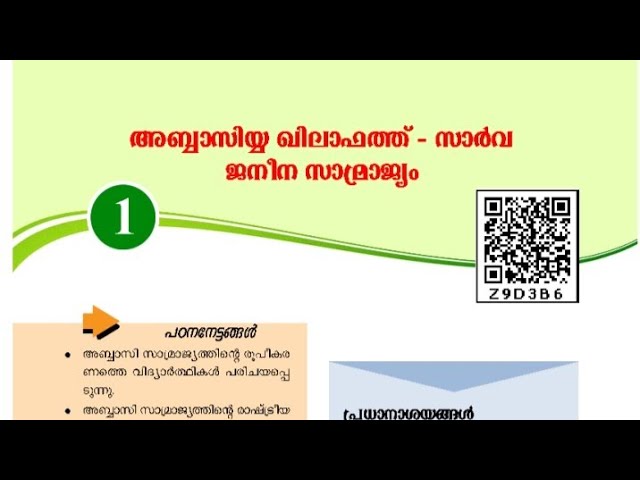 അബ്ബാസിയ്യ ഖിലാഫത്ത് - സാർവ
ജനീന സാമ്രാജ്യം
1
Z9D3B6
പഠനനേട്ടങ്ങൾ
• അബ്ബാസി സാമ്രാജ്യത്തിന്റെ രൂപീകര
ണത്തെ വിദ്യാർത്ഥികൾ പരിചയപ്പെ
ടുന്നു.
• അബ്ബാസി സാമ്രാജ്യത്തിന്റെ രാഷ്ട്രീയ
പ്രധാനാശയങ്ങൾ